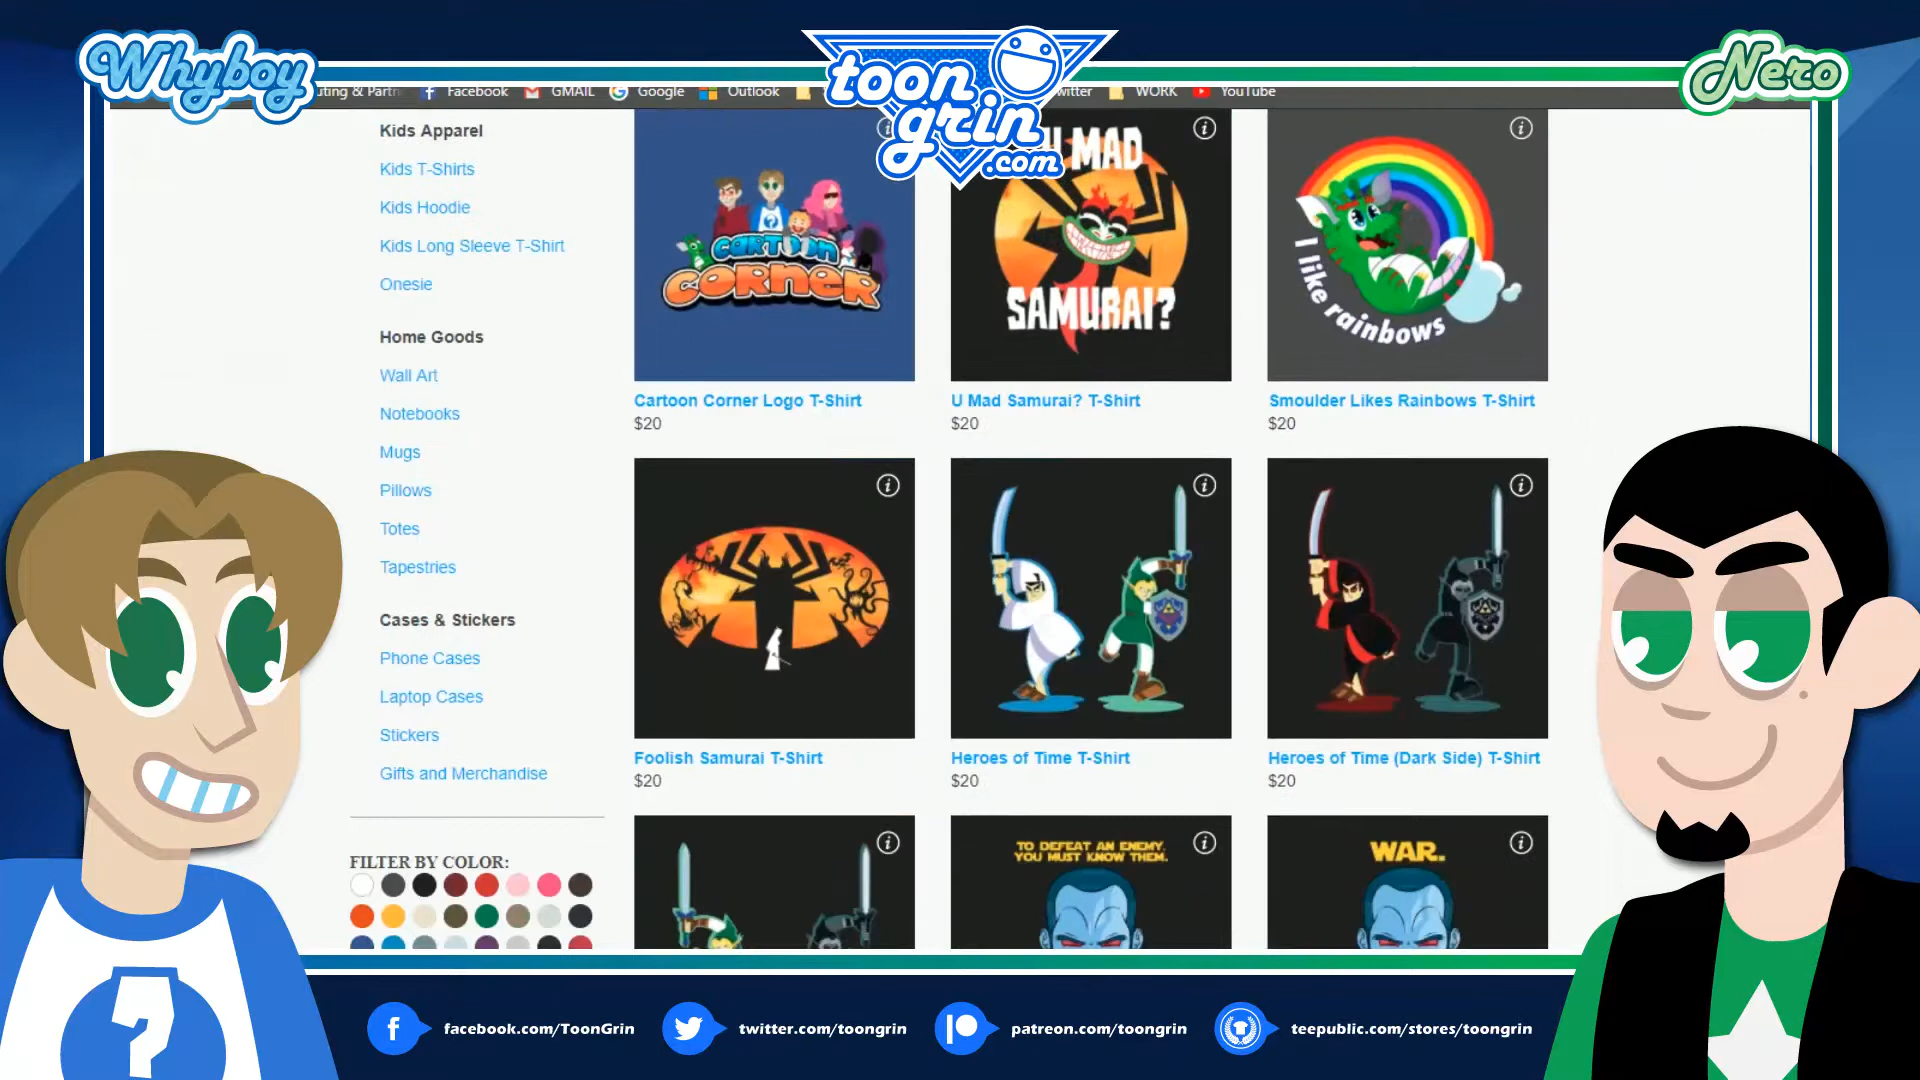 Whyboy
toon
grin
.com
Nero
uting & Partn
Facebook
GMAIL
Google
Outlook
witter
WORK
YouTube
Kids Apparel
Kids T-Shirts
Kids Hoodie
Kids Long Sleeve T-Shirt
Onesie
Home Goods
Wall Art
Notebooks
Mugs
Pillows
Totes
Tapestries
Cases & Stickers
Phone Cases
Laptop Cases
Stickers
Gifts and Merchandise
FILTER BY COLOR:
CARTOON
CORNER
Cartoon Corner Logo T-Shirt
$20
U MAD
SAMURAI?
U Mad Samurai? T-Shirt
$20
I like rainbows
Smoulder Likes Rainbows T-Shirt
$20
Foolish Samurai T-Shirt
$20
Heroes of Time T-Shirt
$20
Heroes of Time (Dark Side) T-Shirt
$20
TO DEFEAT AN ENEMY,
YOU MUST KNOW THEM.
WAR.
?
facebook.com/ToonGrin
twitter.com/toongrin
patreon.com/toongrin
teepublic.com/stores/toongrin